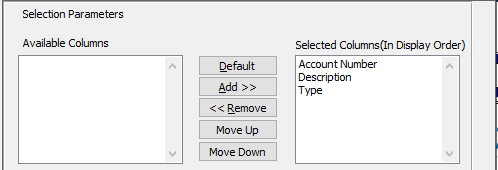 Selection Parameters
Available Columns
Selected Columns(In Display Order)
Default
Add >>
<< Remove
Move Up
Move Down
Account Number
Description
Type